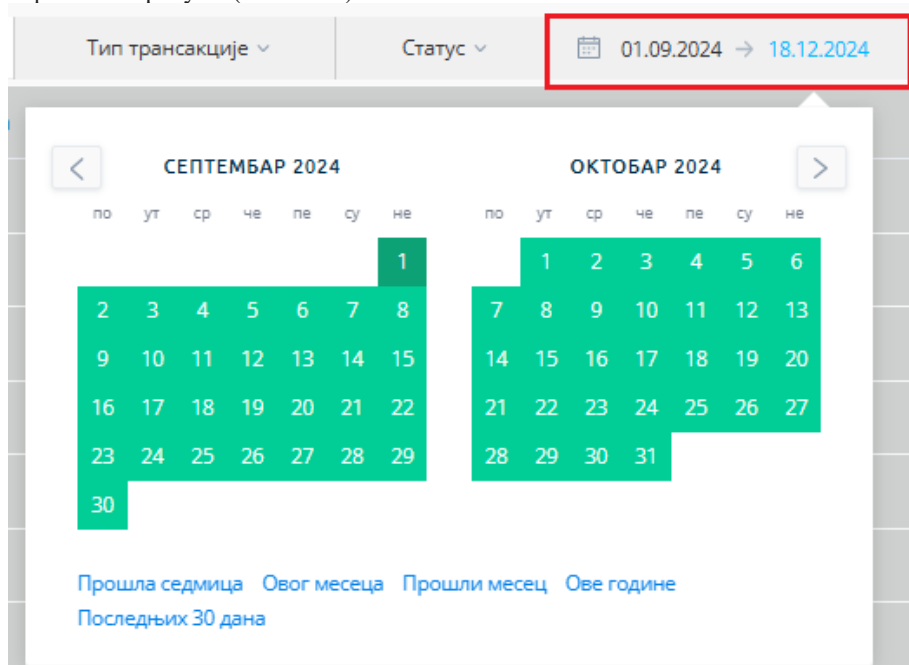 Тип трансакције Статус 01.09.2024 → 18.12.2024
СЕПТЕМБАР 2024
по ут ср че пе су не
1
2 3 4 5 6 7 8
9 10 11 12 13 14 15
16 17 18 19 20 21 22
23 24 25 26 27 28 29
30
ОКТОБАР 2024
по ут ср че пе су не
1 2 3 4 5 6
7 8 9 10 11 12 13
14 15 16 17 18 19 20
21 22 23 24 25 26 27
28 29 30 31
Прошла седмица Овог месеца Прошли месец Ове године
Последњих 30 дана